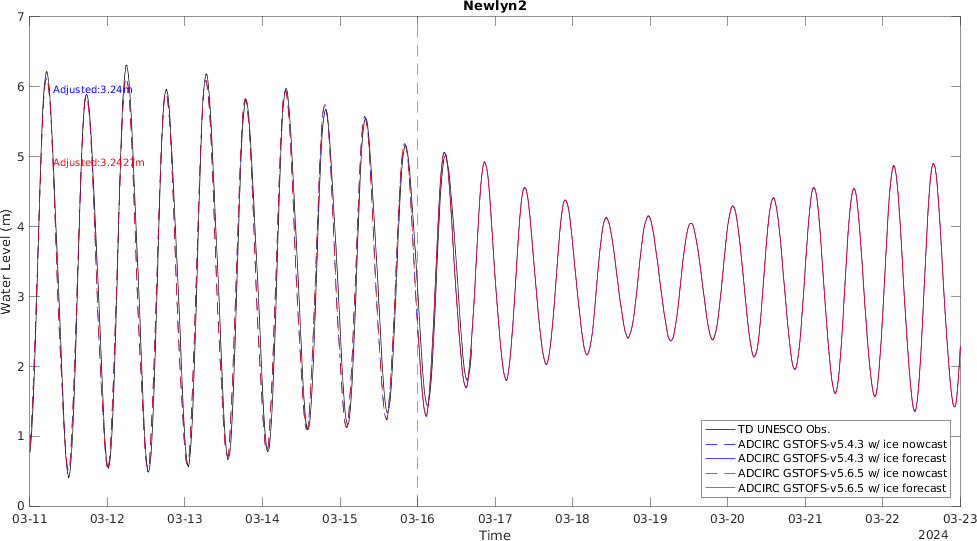 Newlyn2
7
6
5
4
3
2
1
0
Water Level (m)
Adjusted:3.24m
Adjusted:3.2427m
TD UNESCO Obs.
ADCIRC GSTOFS-v5.4.3 w/ ice nowcast
ADCIRC GSTOFS-v5.4.3 w/ ice forecast
ADCIRC GSTOFS-v5.6.5 w/ ice nowcast
ADCIRC GSTOFS-v5.6.5 w/ ice forecast
03-11 03-12 03-13 03-14 03-15 03-16 03-17 03-18 03-19 03-20 03-21 03-22 03-23
Time
2024